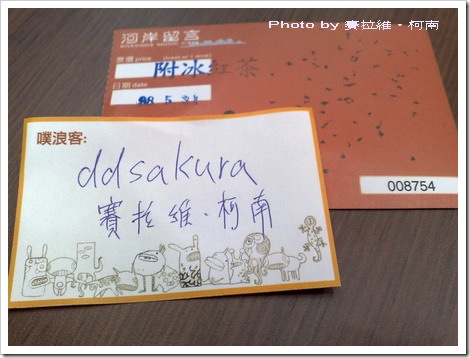 Photo by 賽拉維‧柯南
河岸留言
RIVERSIDE
票價 price
附冰紅茶
日期 date
98 5 31
008754
噗浪客:
ddsakura
賽拉維‧柯南